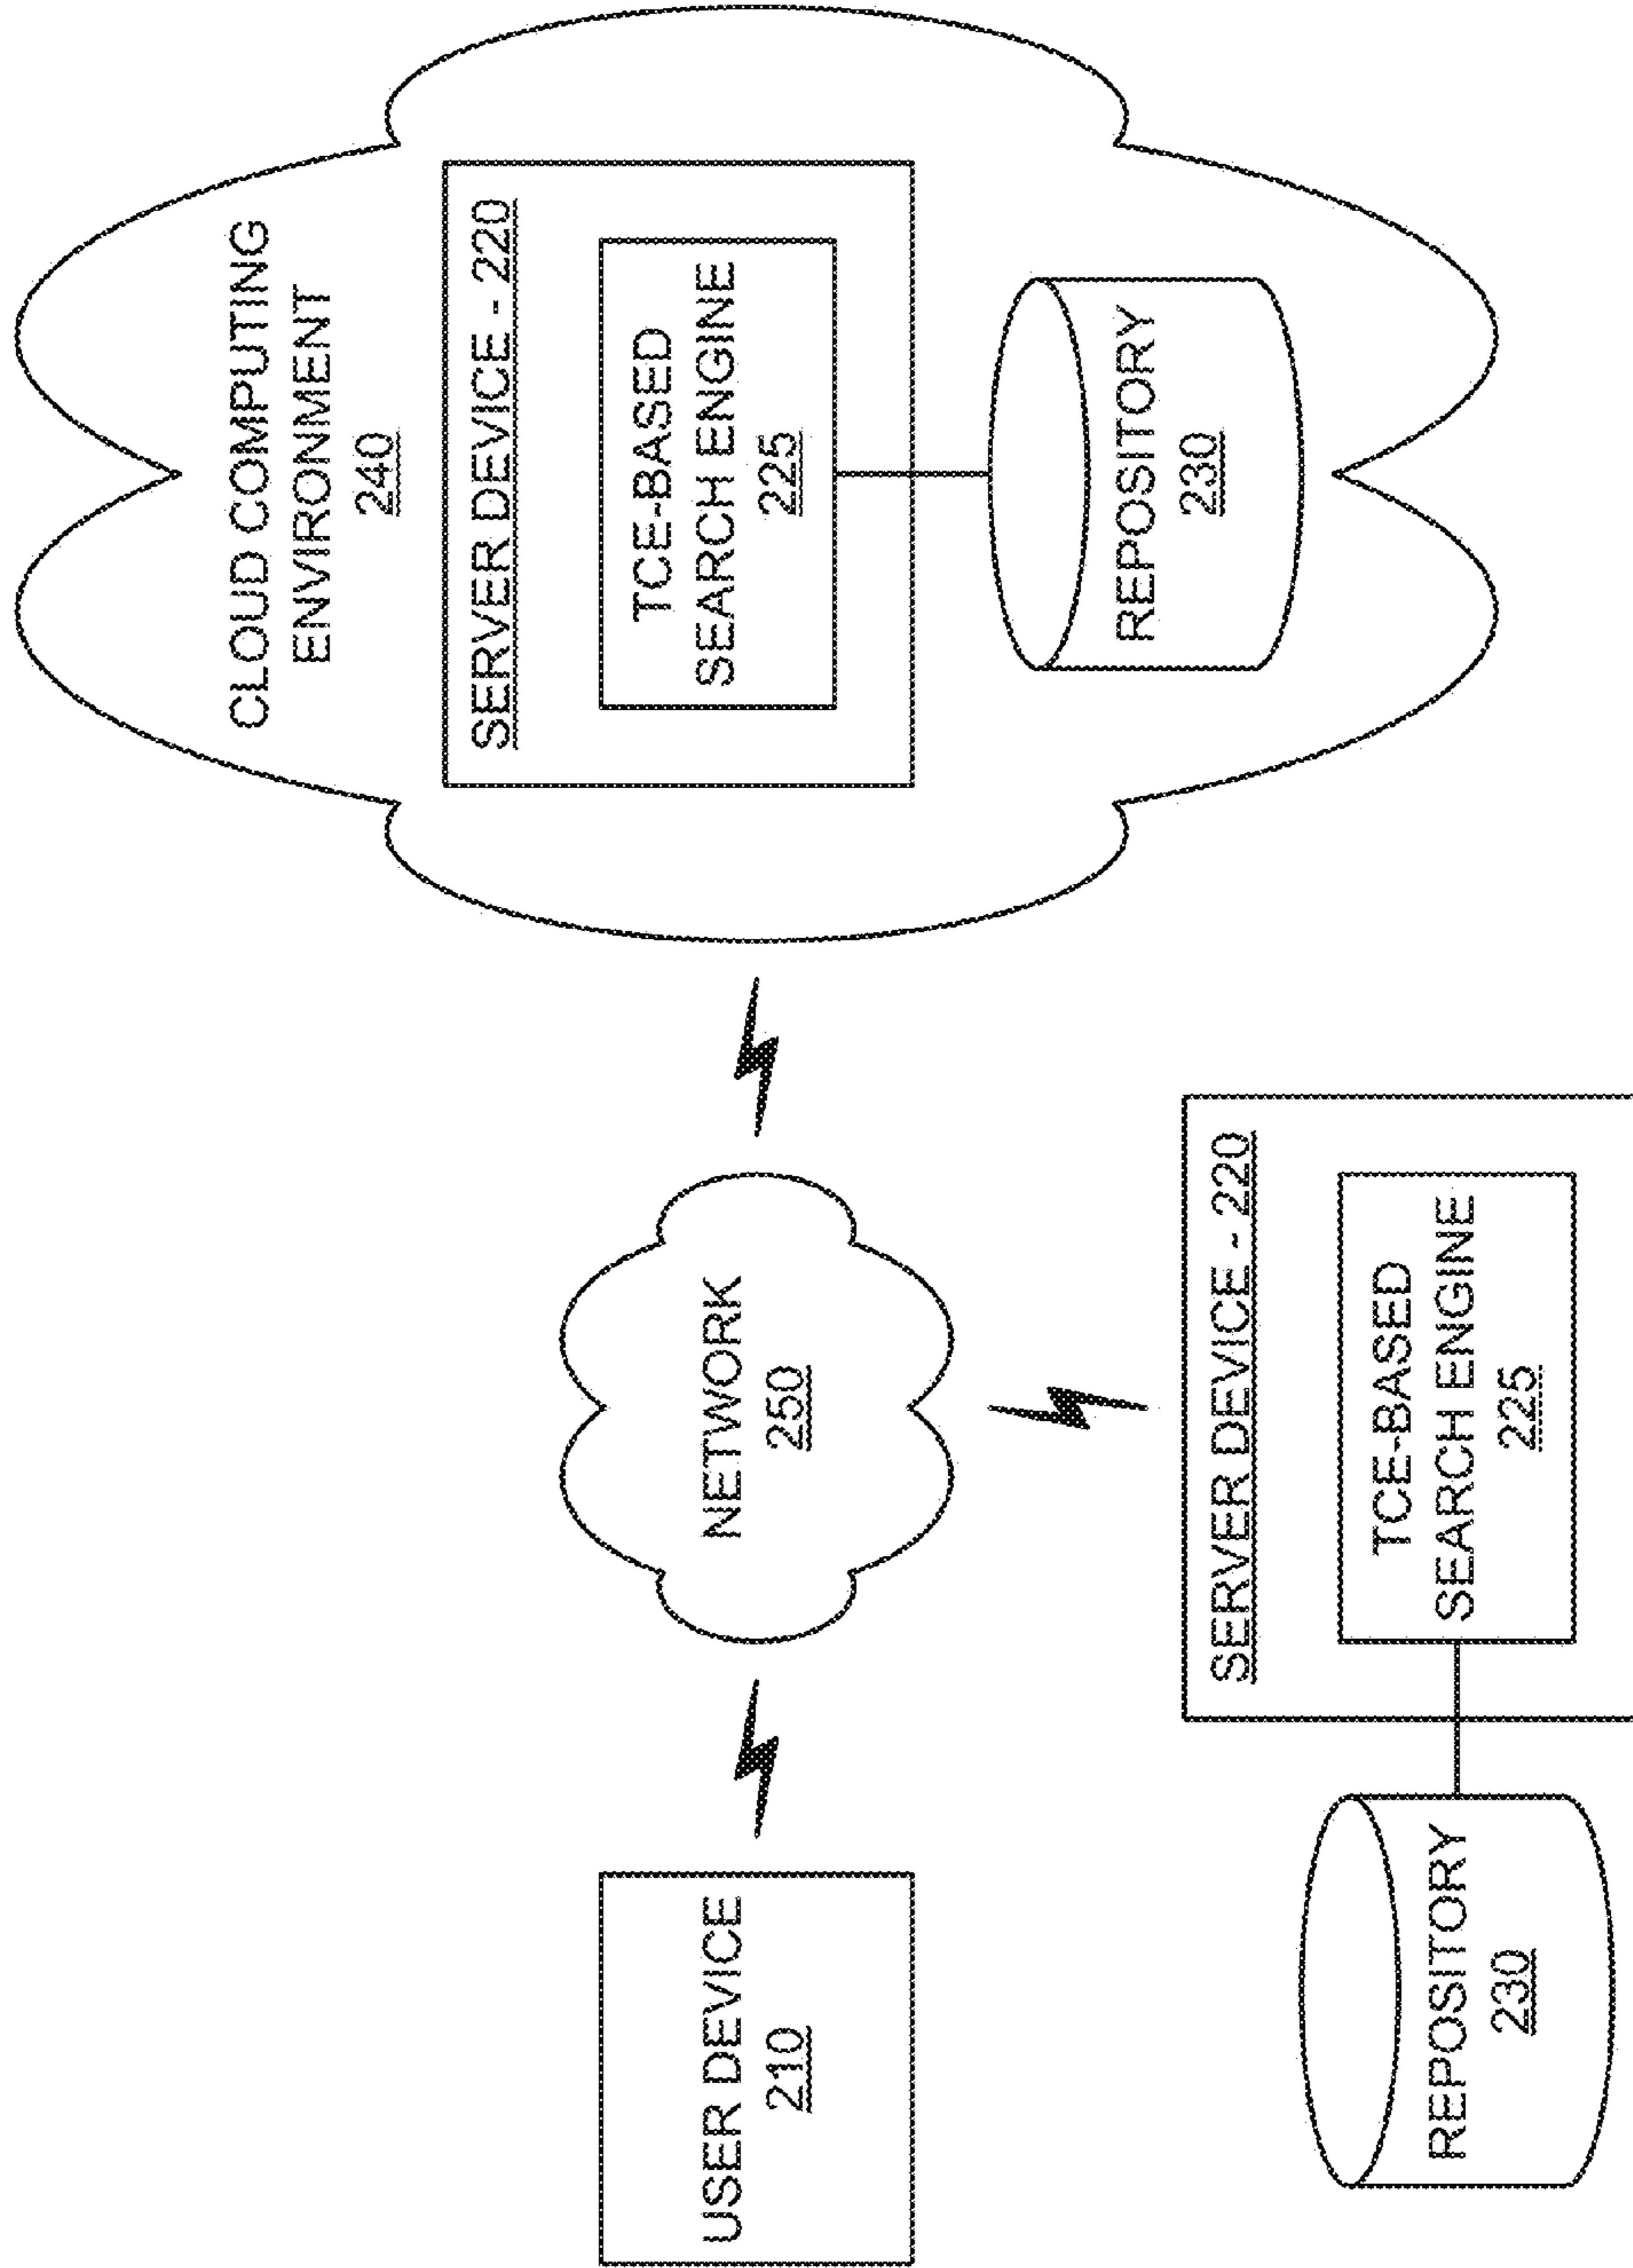 CLOUD COMPUTING
ENVIRONMENT
240
SERVER DEVICE - 220
TCE-BASED
SEARCH ENGINE
225
REPOSITORY
230
NETWORK
250
USER DEVICE
210
SERVER DEVICE - 220
TCE-BASED
SEARCH ENGINE
225
REPOSITORY
230